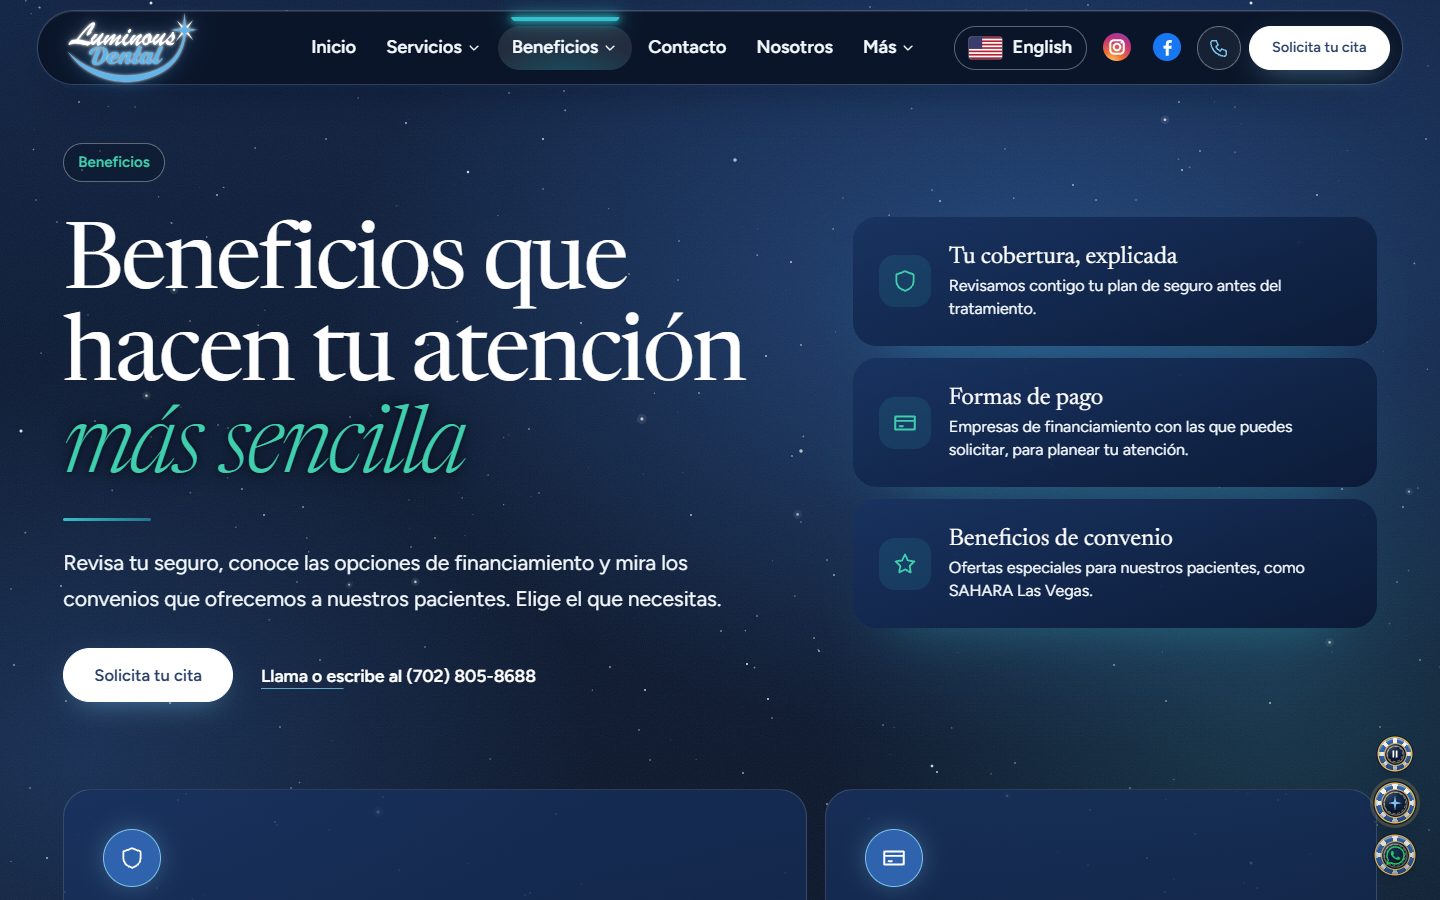 Luminous
Dental
Inicio
Servicios
Beneficios
Contacto
Nosotros
Más
English
Solicita tu cita
Beneficios
Beneficios que
hacen tu atención
más sencilla
Revisa tu seguro, conoce las opciones de financiamiento y mira los
convenios que ofrecemos a nuestros pacientes. Elige el que necesitas.
Solicita tu cita
Llama o escribe al (702) 805-8688
Tu cobertura, explicada
Revisamos contigo tu plan de seguro antes del
tratamiento.
Formas de pago
Empresas de financiamiento con las que puedes
solicitar, para planear tu atención.
Beneficios de convenio
Ofertas especiales para nuestros pacientes, como
SAHARA Las Vegas.